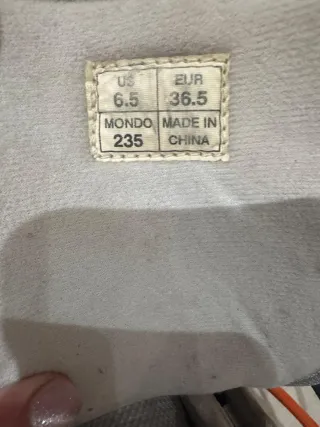 US EUR
6.5 36.5
MONDO MADE IN
235 CHINA